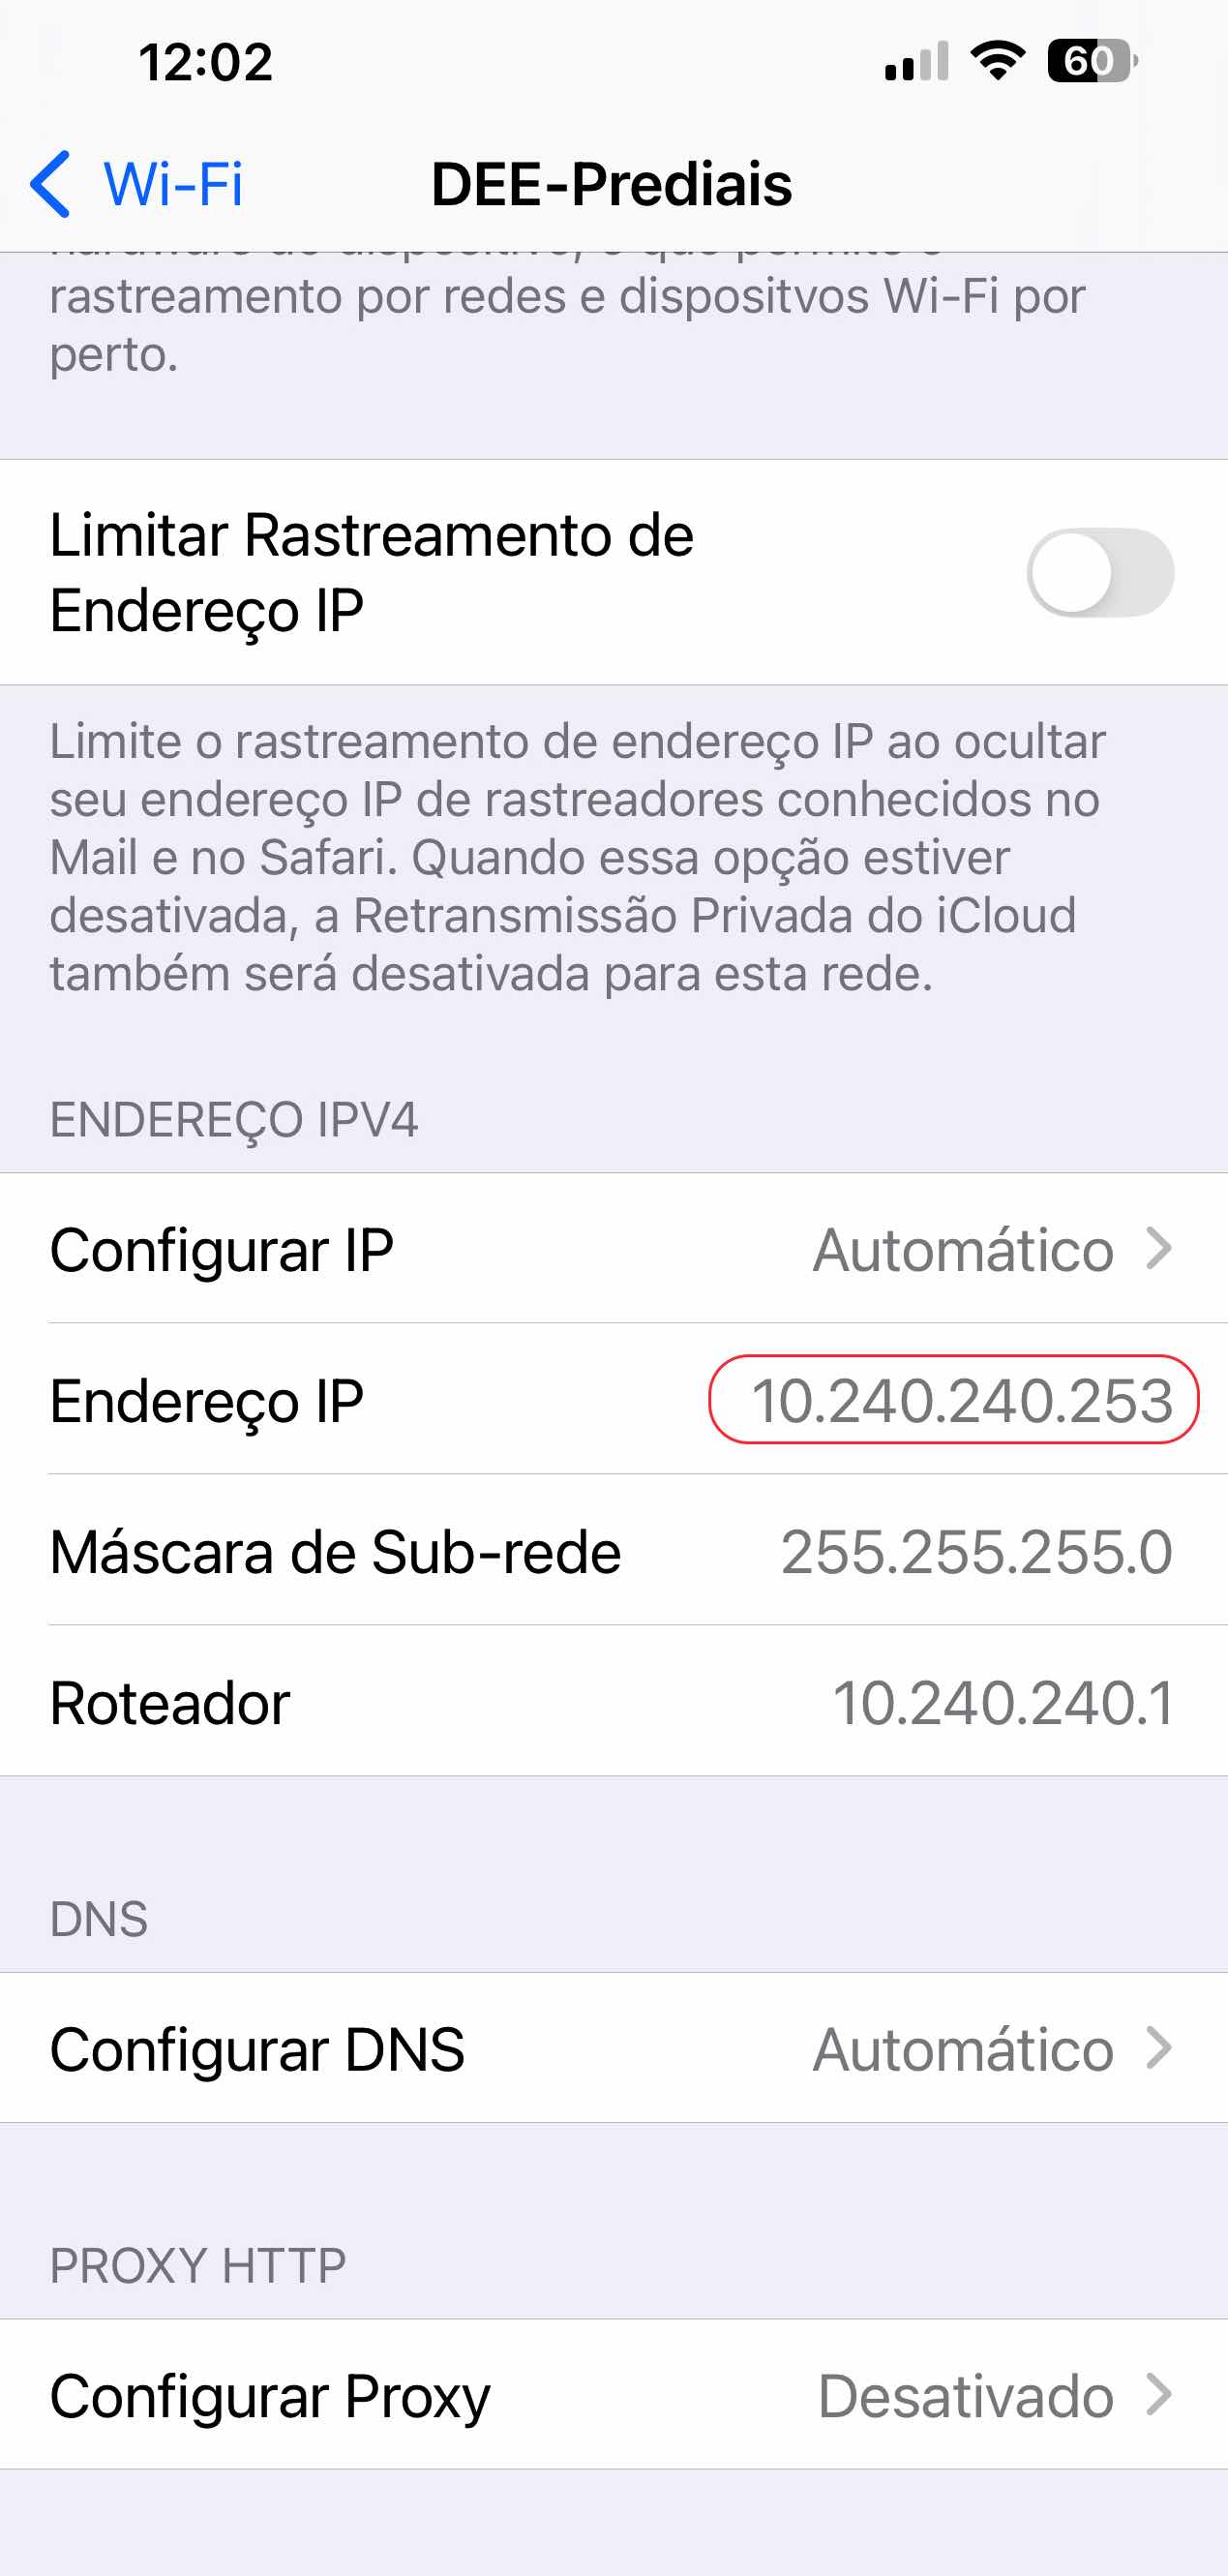 12:02
60
Wi-Fi
DEE-Prediais
rastreamento por redes e dispositvos Wi-Fi por
perto.
Limitar Rastreamento de
Endereço IP
Limite o rastreamento de endereço IP ao ocultar
seu endereço IP de rastreadores conhecidos no
Mail e no Safari. Quando essa opção estiver
desativada, a Retransmissão Privada do iCloud
também será desativada para esta rede.
ENDEREÇO IPV4
Configurar IP Automático
Endereço IP 10.240.240.253
Máscara de Sub-rede 255.255.255.0
Roteador 10.240.240.1
DNS
Configurar DNS Automático
PROXY HTTP
Configurar Proxy Desativado